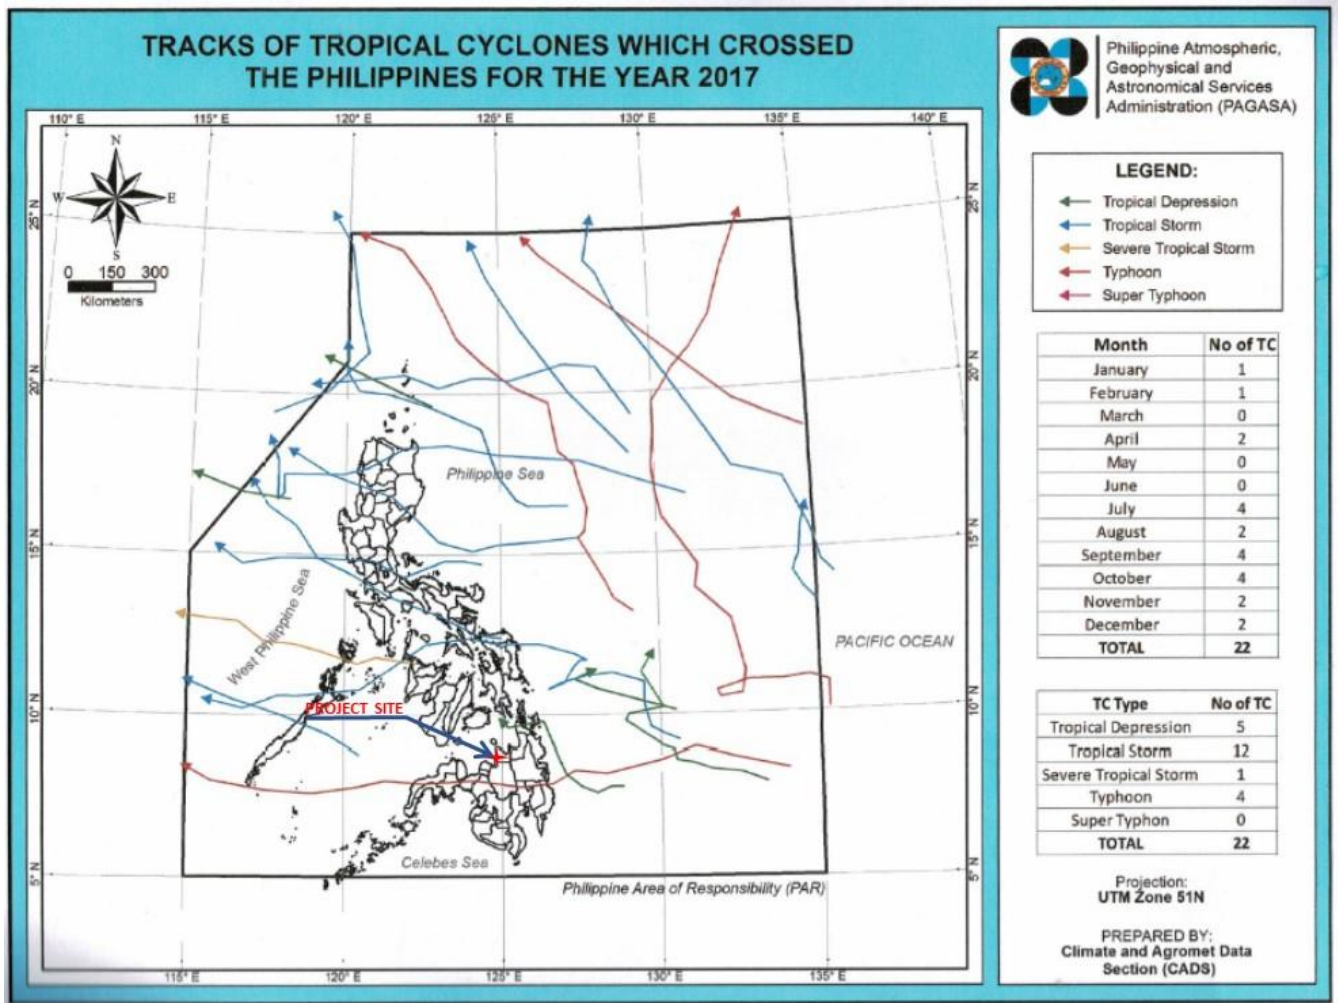 TRACKS OF TROPICAL CYCLONES WHICH CROSSED
THE PHILIPPINES FOR THE YEAR 2017
Philippine Atmospheric,
Geophysical and
Astronomical Services
Administration (PAGASA)
110° E 115° E 120° E 125° E 130° E 135° E 140° E
N
W E
S
0 150 300
Kilometers
25° N 25° N
20° N 20° N
15° N 15° N
10° N 10° N
5° N 5° N
Philippine Sea
West Philippine Sea
PACIFIC OCEAN
PROJECT SITE
Celebes Sea
Philippine Area of Responsibility (PAR)
115° E 120° E 125° E 130° E 135° E
LEGEND:
Tropical Depression
Tropical Storm
Severe Tropical Storm
Typhoon
Super Typhoon
Month No of TC
January 1
February 1
March 0
April 2
May 0
June 0
July 4
August 2
September 4
October 4
November 2
December 2
TOTAL 22
TC Type No of TC
Tropical Depression 5
Tropical Storm 12
Severe Tropical Storm 1
Typhoon 4
Super Typhon 0
TOTAL 22
Projection:
UTM Zone 51N
PREPARED BY:
Climate and Agromet Data
Section (CADS)